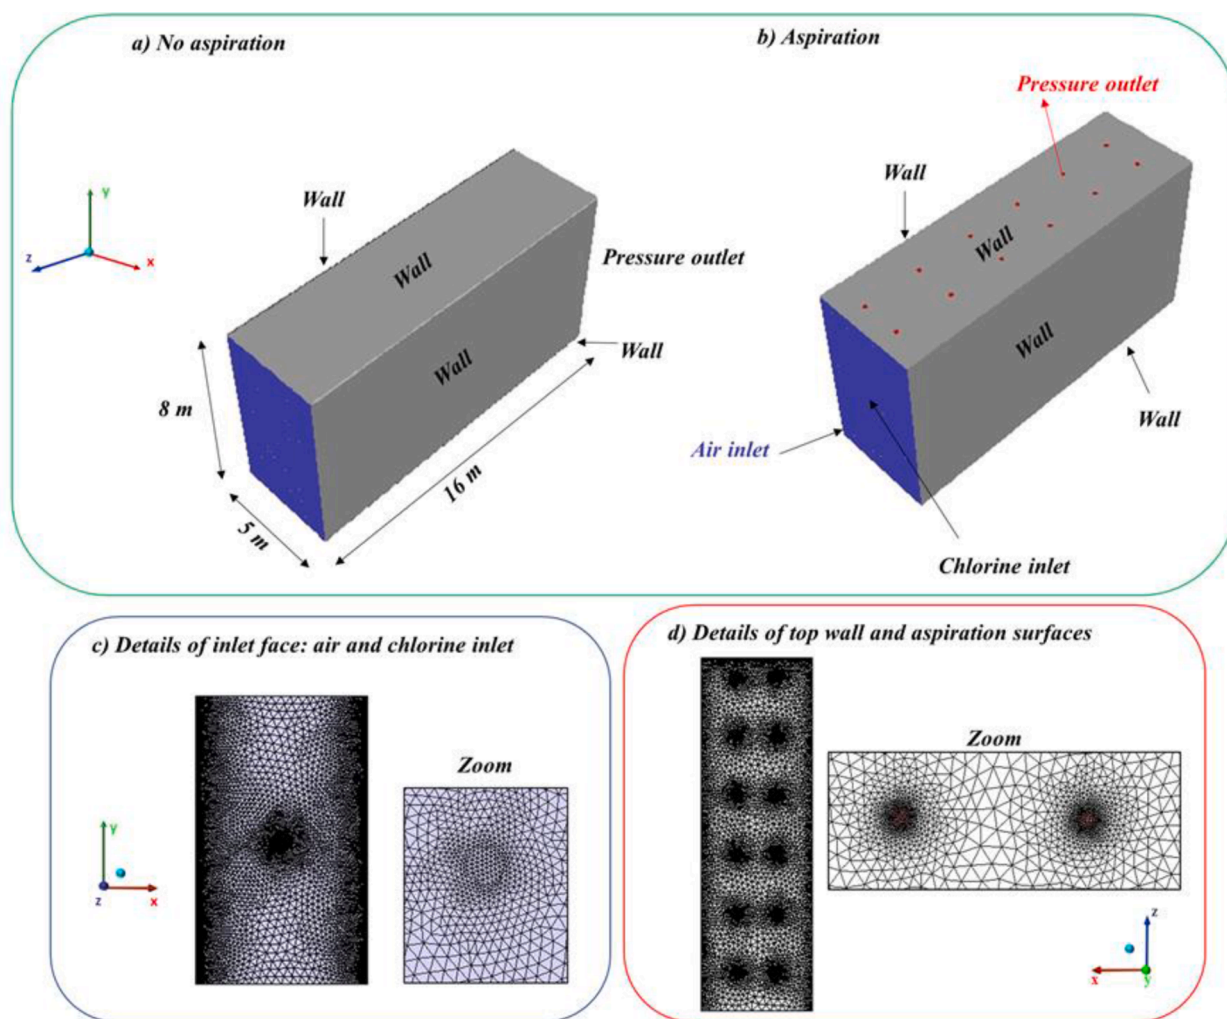 a) No aspiration
b) Aspiration
Pressure outlet
Wall
Wall
y
z
x
Wall
Pressure outlet
Wall
Wall
Wall
8 m
5 m
16 m
Wall
Wall
Air inlet
Chlorine inlet
c) Details of inlet face: air and chlorine inlet
Zoom
y
z
x
d) Details of top wall and aspiration surfaces
Zoom
z
x
y